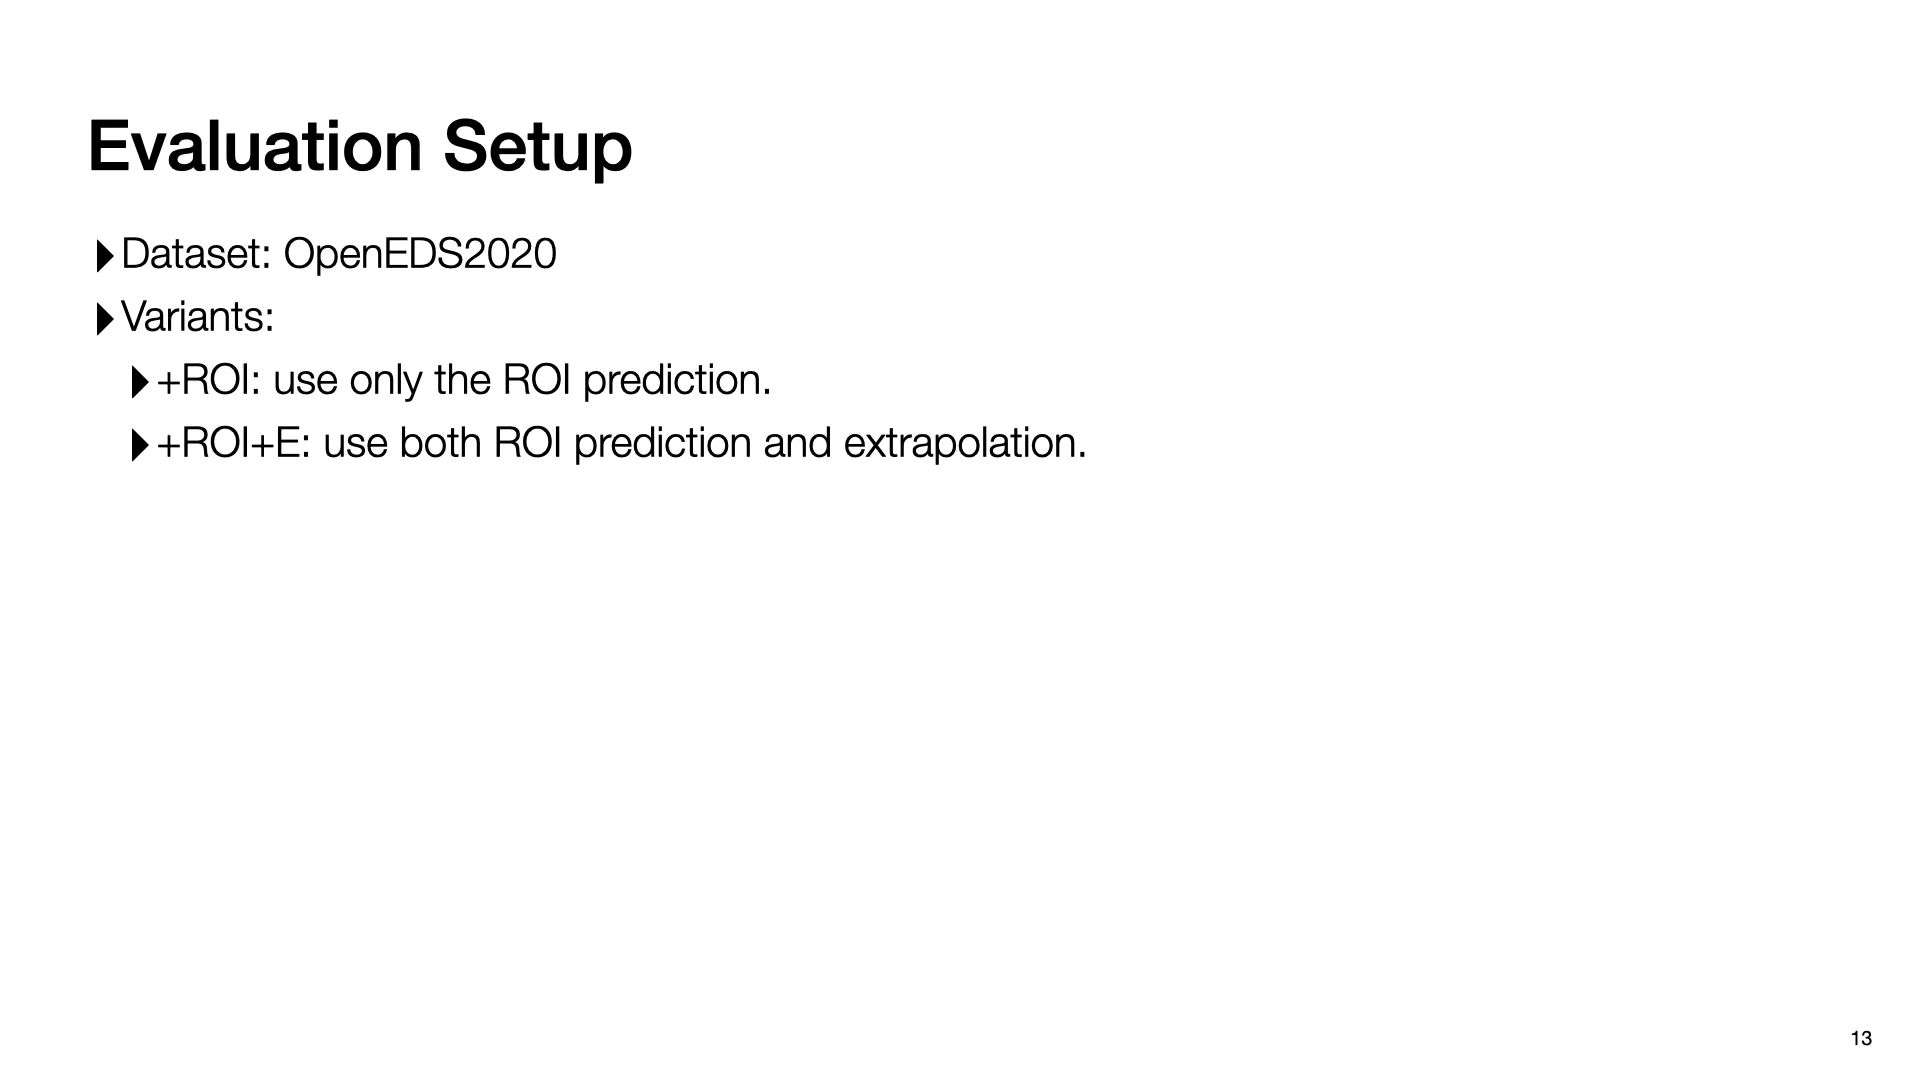 Evaluation Setup
▸Dataset: OpenEDS2020
▸Variants:
▸+ROI: use only the ROI prediction.
▸+ROI+E: use both ROI prediction and extrapolation.
13